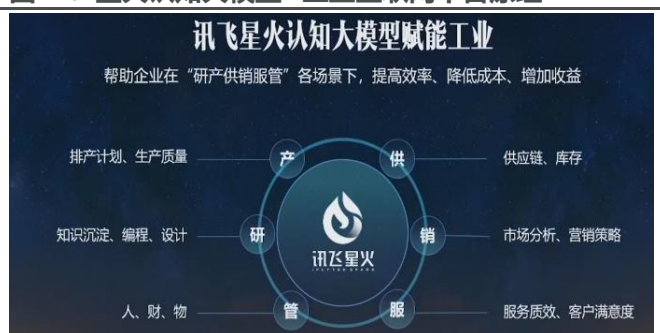 讯飞星火认知大模型赋能工业
帮助企业在“研产供销服管”各场景下，提高效率、降低成本、增加收益
排产计划、生产质量
产
供
供应链、库存
知识沉淀、编程、设计
研
讯飞星火
销
市场分析、营销策略
人、财、物
管
服
服务质效、客户满意度